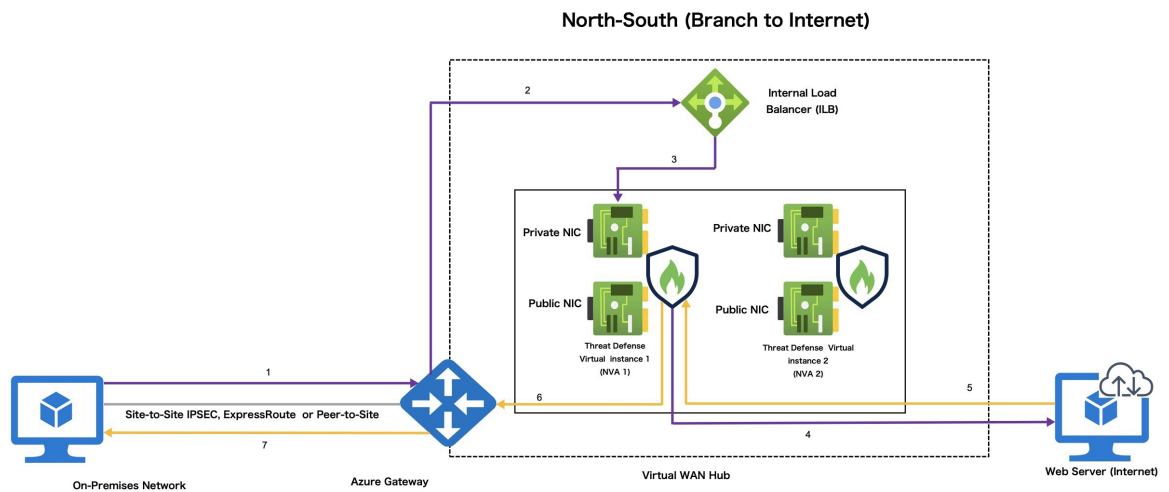 North-South (Branch to Internet)
2
Internal Load
Balancer (ILB)
3
Private NIC
Private NIC
Public NIC
Public NIC
Threat Defense
Virtual instance 1
(NVA 1)
Threat Defense Virtual
instance 2
(NVA 2)
1
5
6
Site-to-Site IPSEC, ExpressRoute or Peer-to-Site
4
7
Web Server (Internet)
Virtual WAN Hub
Azure Gateway
On-Premises Network